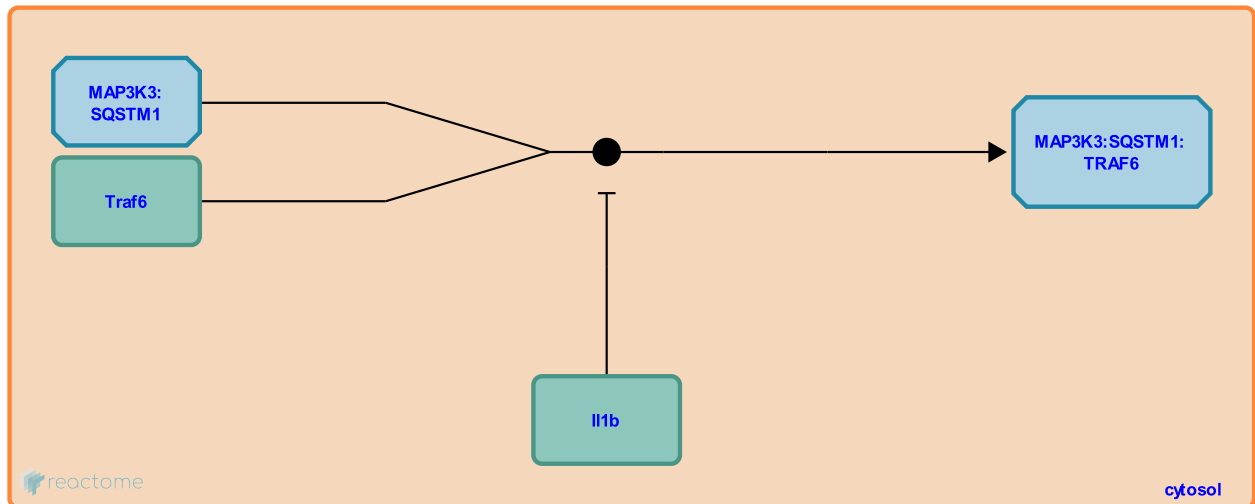 MAP3K3:
SQSTM1
Traf6
MAP3K3:SQSTM1:
TRAF6
Il1b
reactome
cytosol